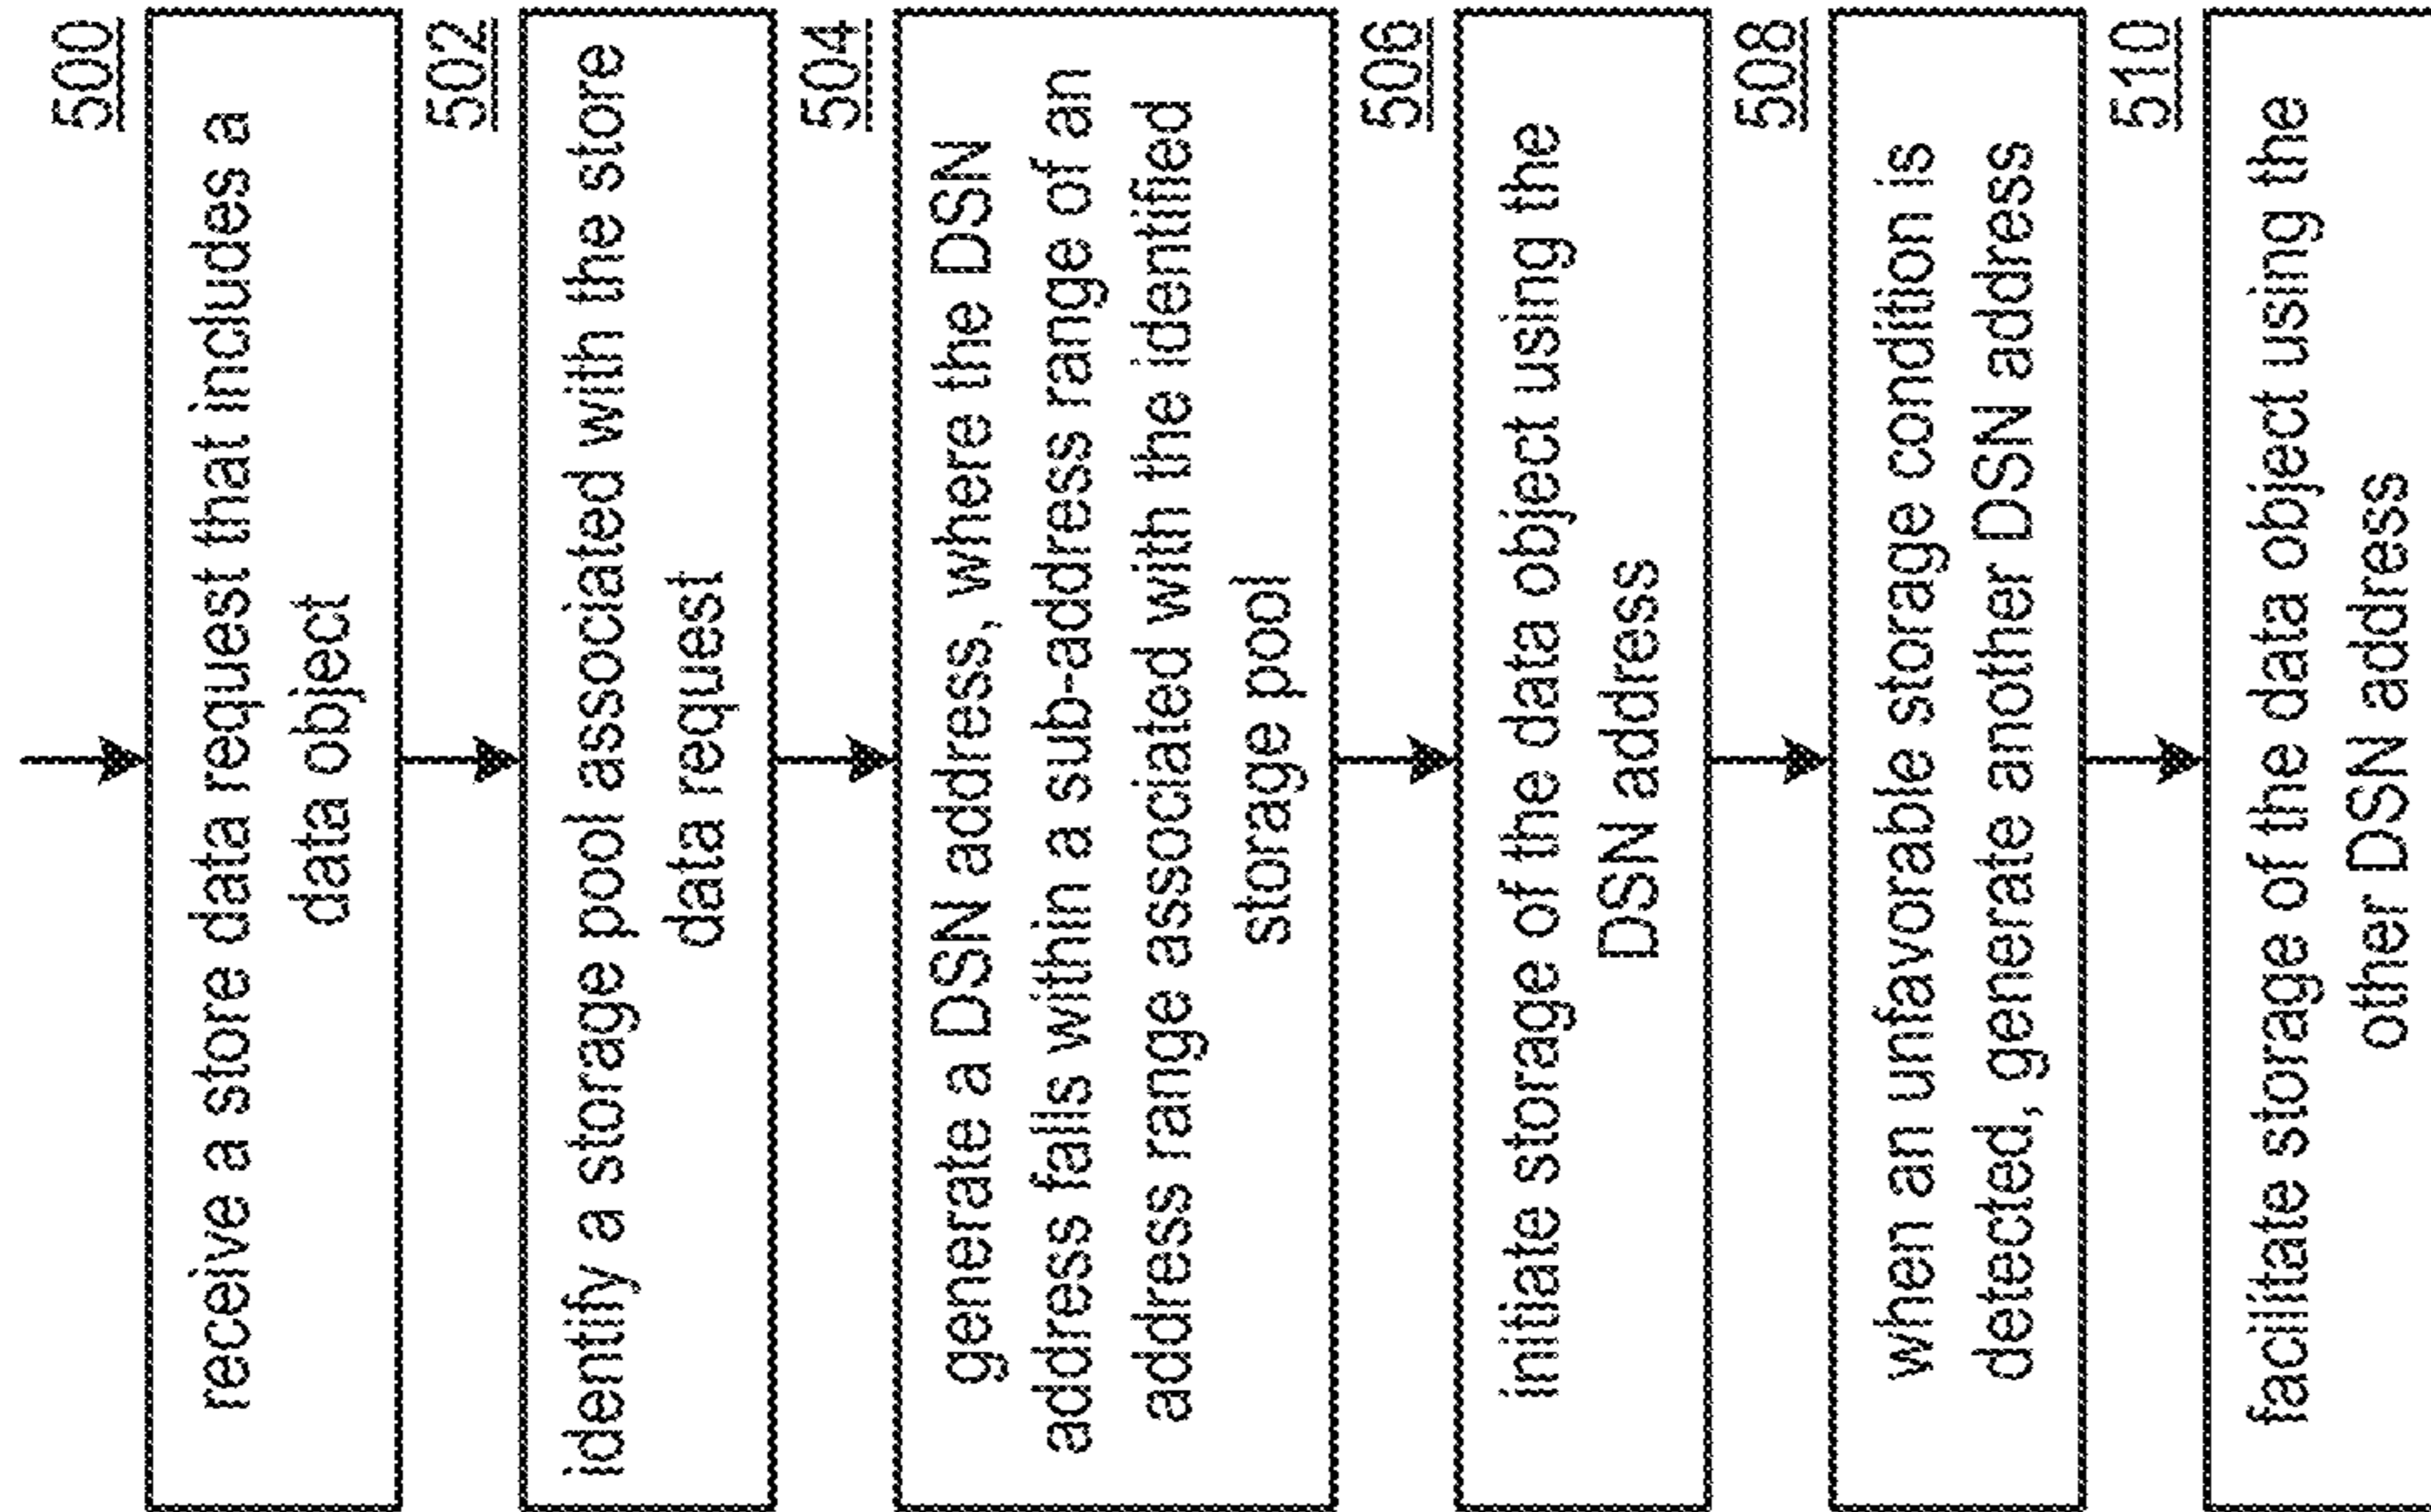 500
receive a store data request that includes a
data object
502
identify a storage pool associated with the store
data request
504
generate a DSN address, where the DSN
address falls within a sub-address range of an
address range associated with the identified
storage pool
506
initiate storage of the data object using the
DSN address
508
when an unfavorable storage condition is
detected, generate another DSN address
510
facilitate storage of the data object using the
other DSN address